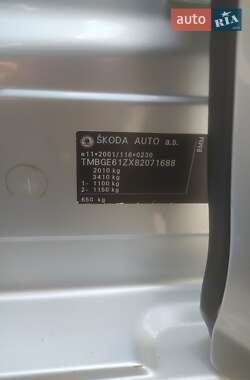 AUTO RIA
.com
ŠKODA AUTO a.s.
e11*2001/116*0230
TMBGE61ZX82071688
2010 kg
3410 kg
1- 1100 kg
2- 1150 kg
650 kg